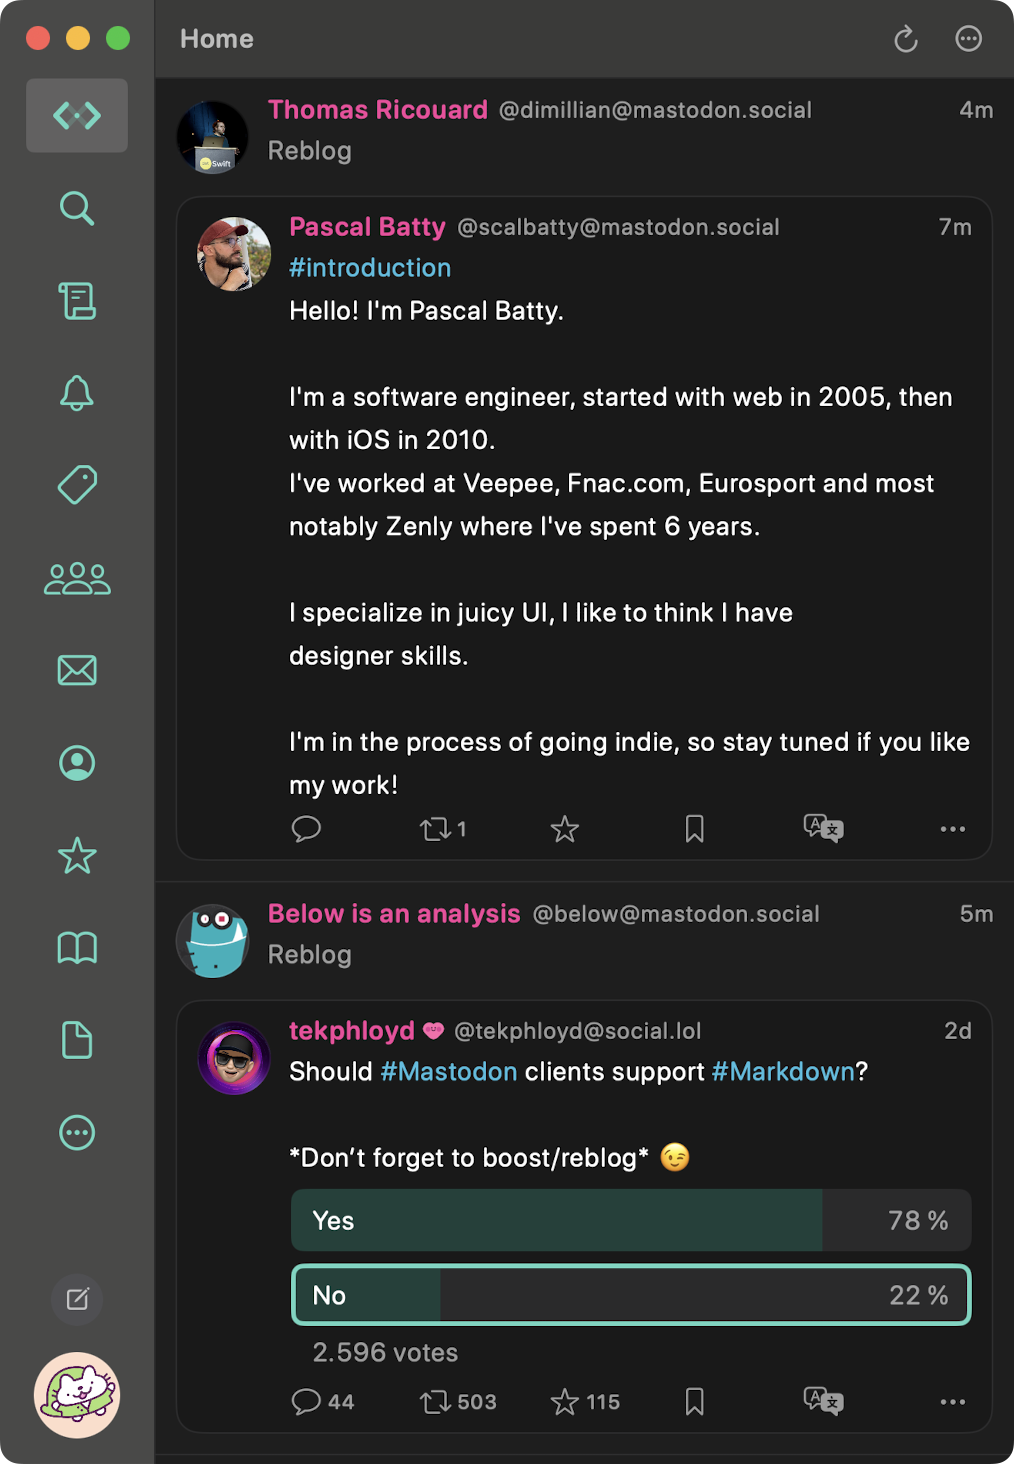 Home
Thomas Ricouard @dimillian@mastodon.social 4m
Reblog
Swift
Pascal Batty @scalbatty@mastodon.social 7m
#introduction
Hello! I'm Pascal Batty.
I'm a software engineer, started with web in 2005, then
with iOS in 2010.
I've worked at Veepee, Fnac.com, Eurosport and most
notably Zenly where I've spent 6 years.
I specialize in juicy UI, I like to think I have
designer skills.
I'm in the process of going indie, so stay tuned if you like
my work!
1
Below is an analysis @below@mastodon.social 5m
Reblog
tekphloyd @tekphloyd@social.lol 2d
Should #Mastodon clients support #Markdown?
*Don’t forget to boost/reblog* 😉
Yes 78 %
No 22 %
2.596 votes
44 503 115